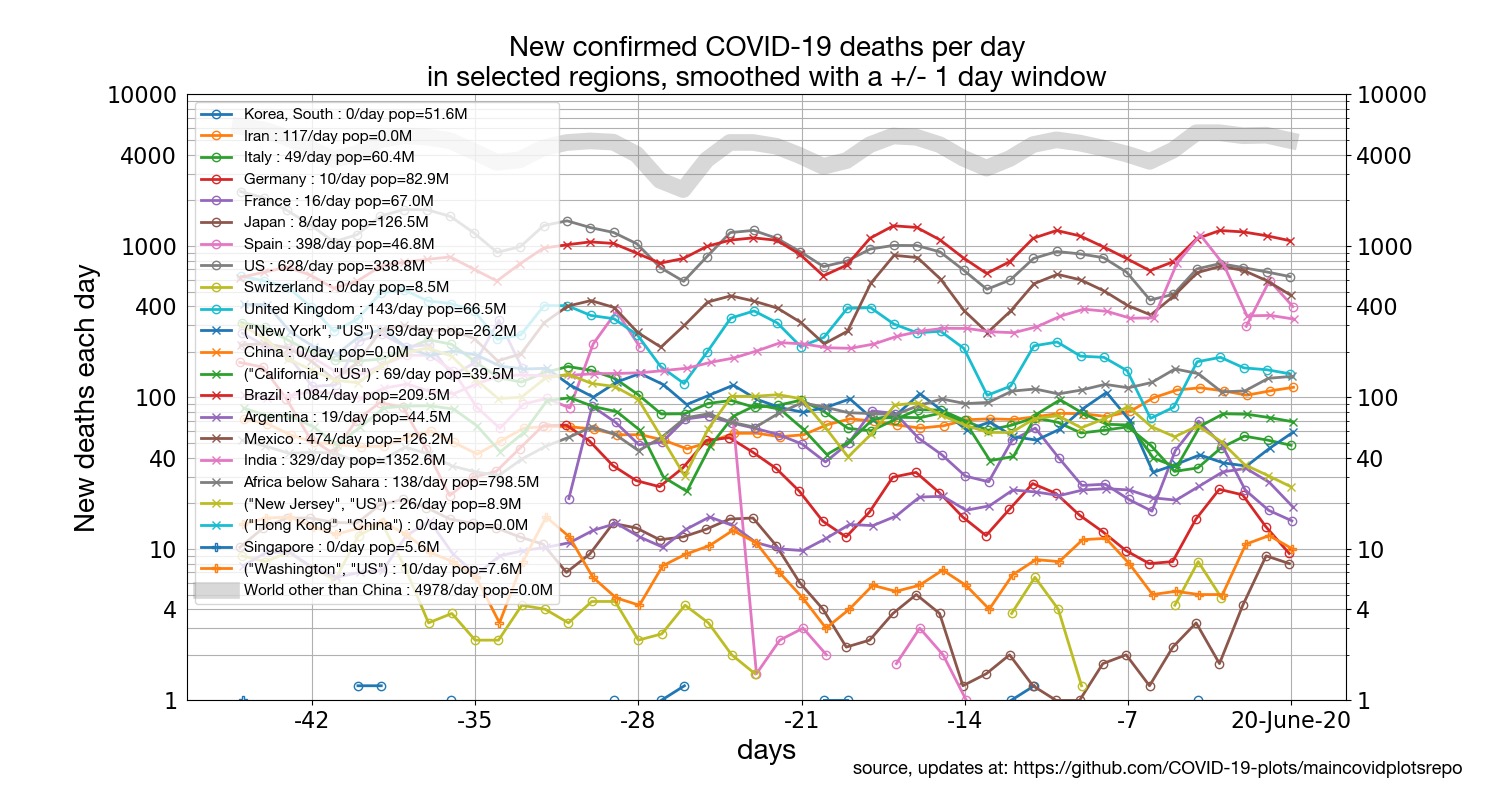 New confirmed COVID-19 deaths per day
in selected regions, smoothed with a +/- 1 day window
10000
4000
1000
400
100
40
10
4
1
New deaths each day
Korea, South : 0/day pop=51.6M
Iran : 117/day pop=0.0M
Italy : 49/day pop=60.4M
Germany : 10/day pop=82.9M
France : 16/day pop=67.0M
Japan : 8/day pop=126.5M
Spain : 398/day pop=46.8M
US : 628/day pop=338.8M
Switzerland : 0/day pop=8.5M
United Kingdom : 143/day pop=66.5M
("New York", "US") : 59/day pop=26.2M
China : 0/day pop=0.0M
("California", "US") : 69/day pop=39.5M
Brazil : 1084/day pop=209.5M
Argentina : 19/day pop=44.5M
Mexico : 474/day pop=126.2M
India : 329/day pop=1352.6M
Africa below Sahara : 138/day pop=798.5M
("New Jersey", "US") : 26/day pop=8.9M
("Hong Kong", "China") : 0/day pop=0.0M
Singapore : 0/day pop=5.6M
("Washington", "US") : 10/day pop=7.6M
World other than China : 4978/day pop=0.0M
10000
4000
1000
400
100
40
10
4
1
-42 -35 -28 -21 -14 -7 20-June-20
days
source, updates at: https://github.com/COVID-19-plots/maincovidplotsrepo